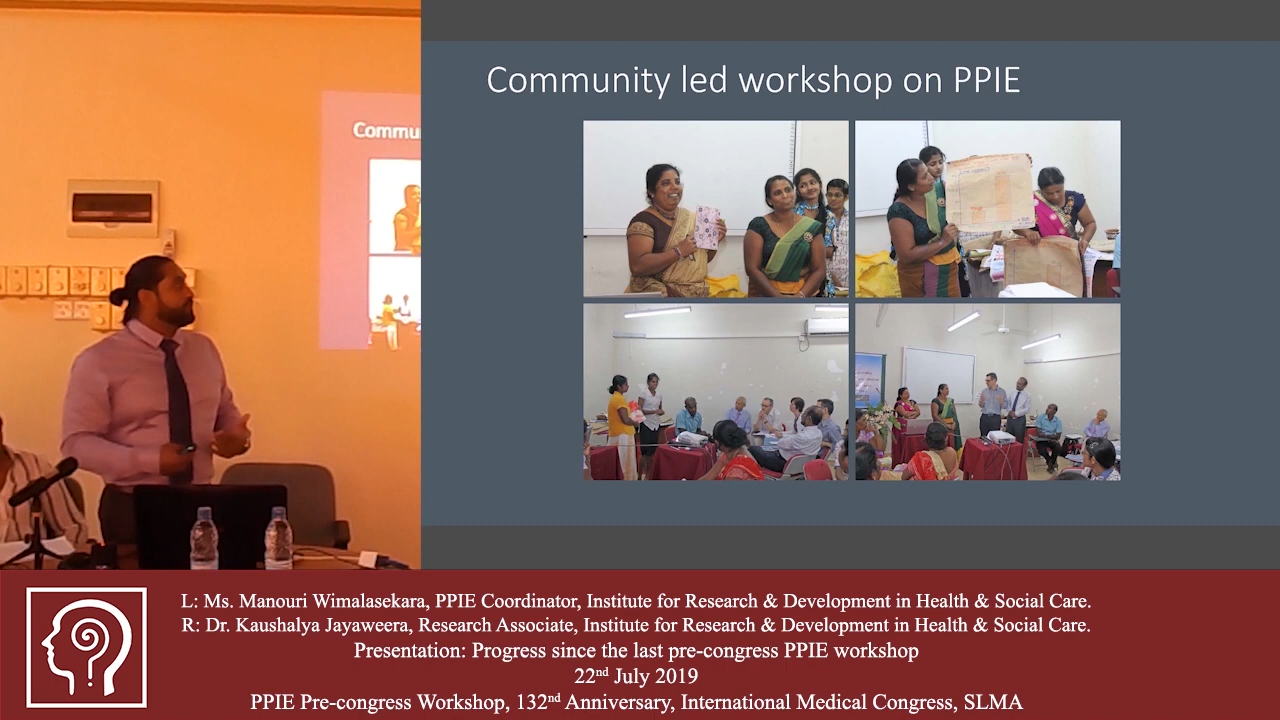 Community led workshop on PPIE
Commu
L: Ms. Manouri Wimalasekara, PPIE Coordinator, Institute for Research & Development in Health & Social Care.
R: Dr. Kaushalya Jayaweera, Research Associate, Institute for Research & Development in Health & Social Care.
Presentation: Progress since the last pre-congress PPIE workshop
22nd July 2019
PPIE Pre-congress Workshop, 132nd Anniversary, International Medical Congress, SLMA